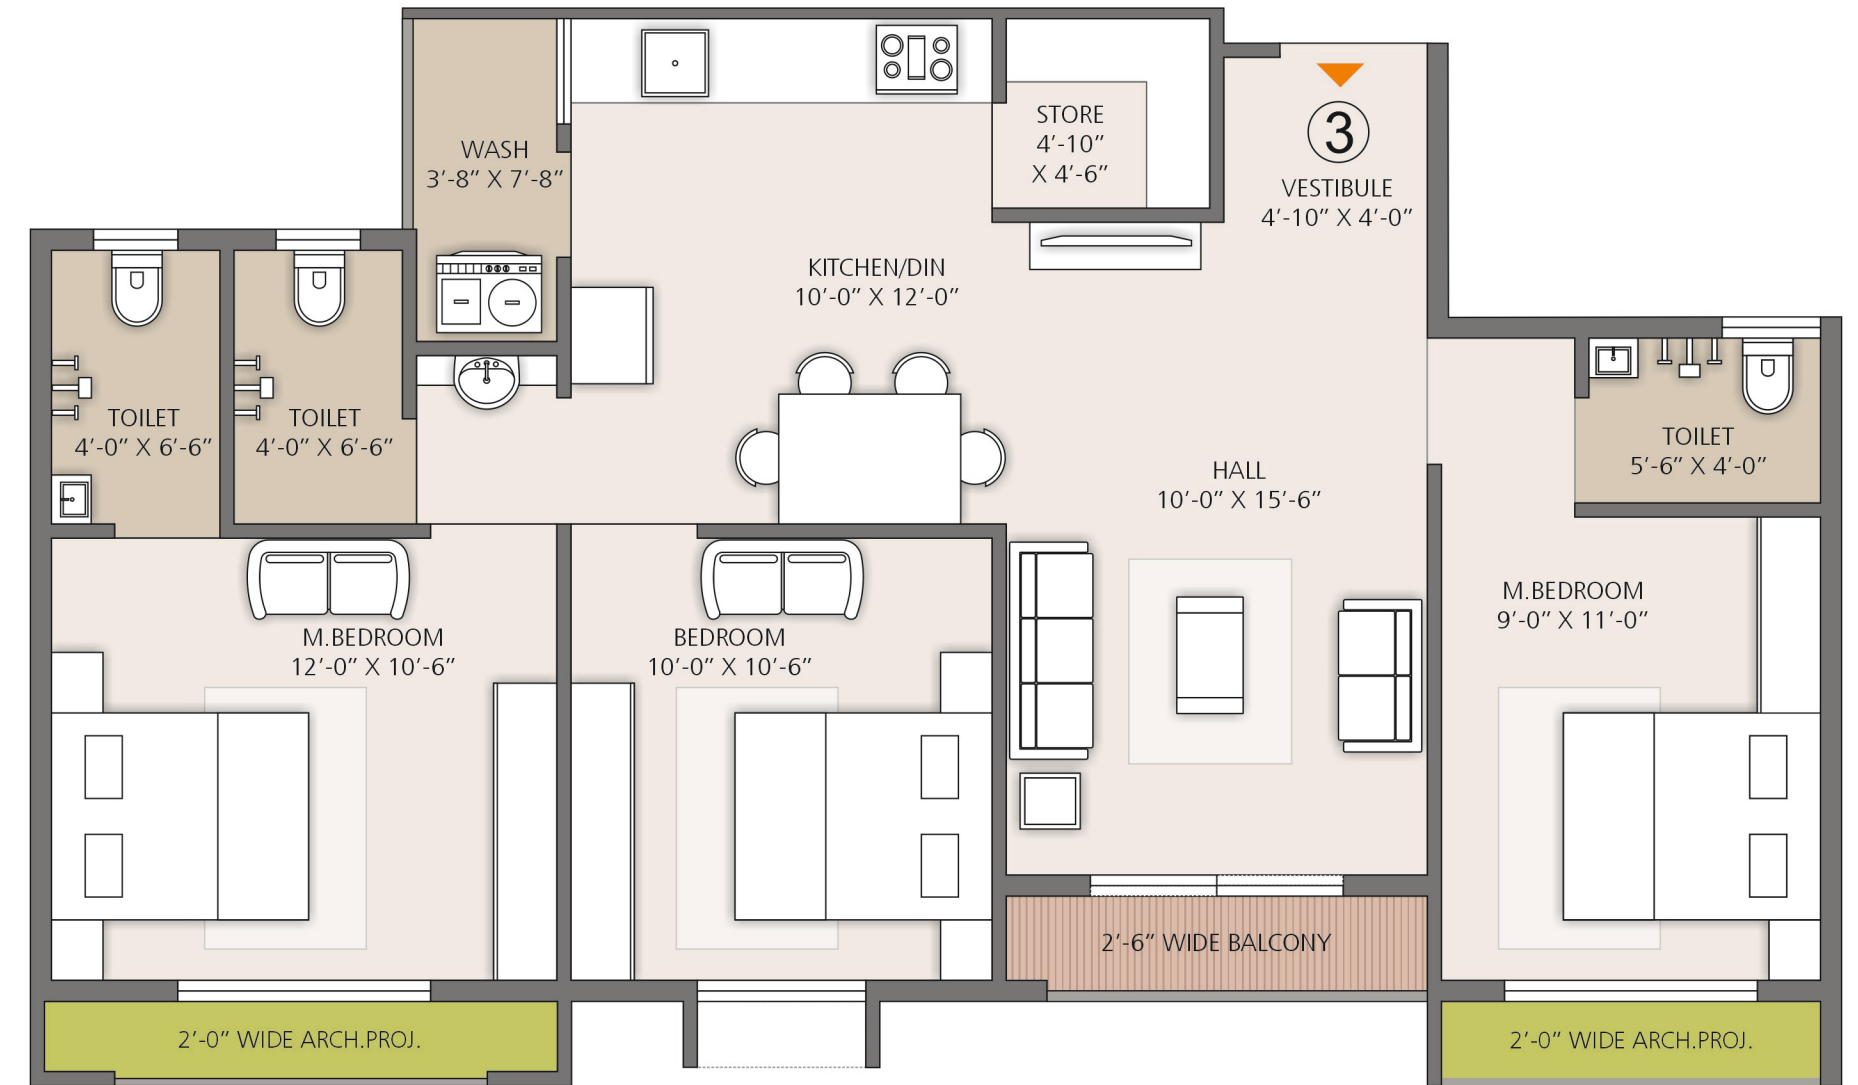 WASH
3'-8" X 7'-8"
STORE
4'-10"
X 4'-6"
3
VESTIBULE
4'-10" X 4'-0"
KITCHEN/DIN
10'-0" X 12'-0"
TOILET
4'-0" X 6'-6"
TOILET
4'-0" X 6'-6"
HALL
10'-0" X 15'-6"
TOILET
5'-6" X 4'-0"
M.BEDROOM
12'-0" X 10'-6"
BEDROOM
10'-0" X 10'-6"
M.BEDROOM
9'-0" X 11'-0"
2'-6" WIDE BALCONY
2'-0" WIDE ARCH.PROJ.
2'-0" WIDE ARCH.PROJ.